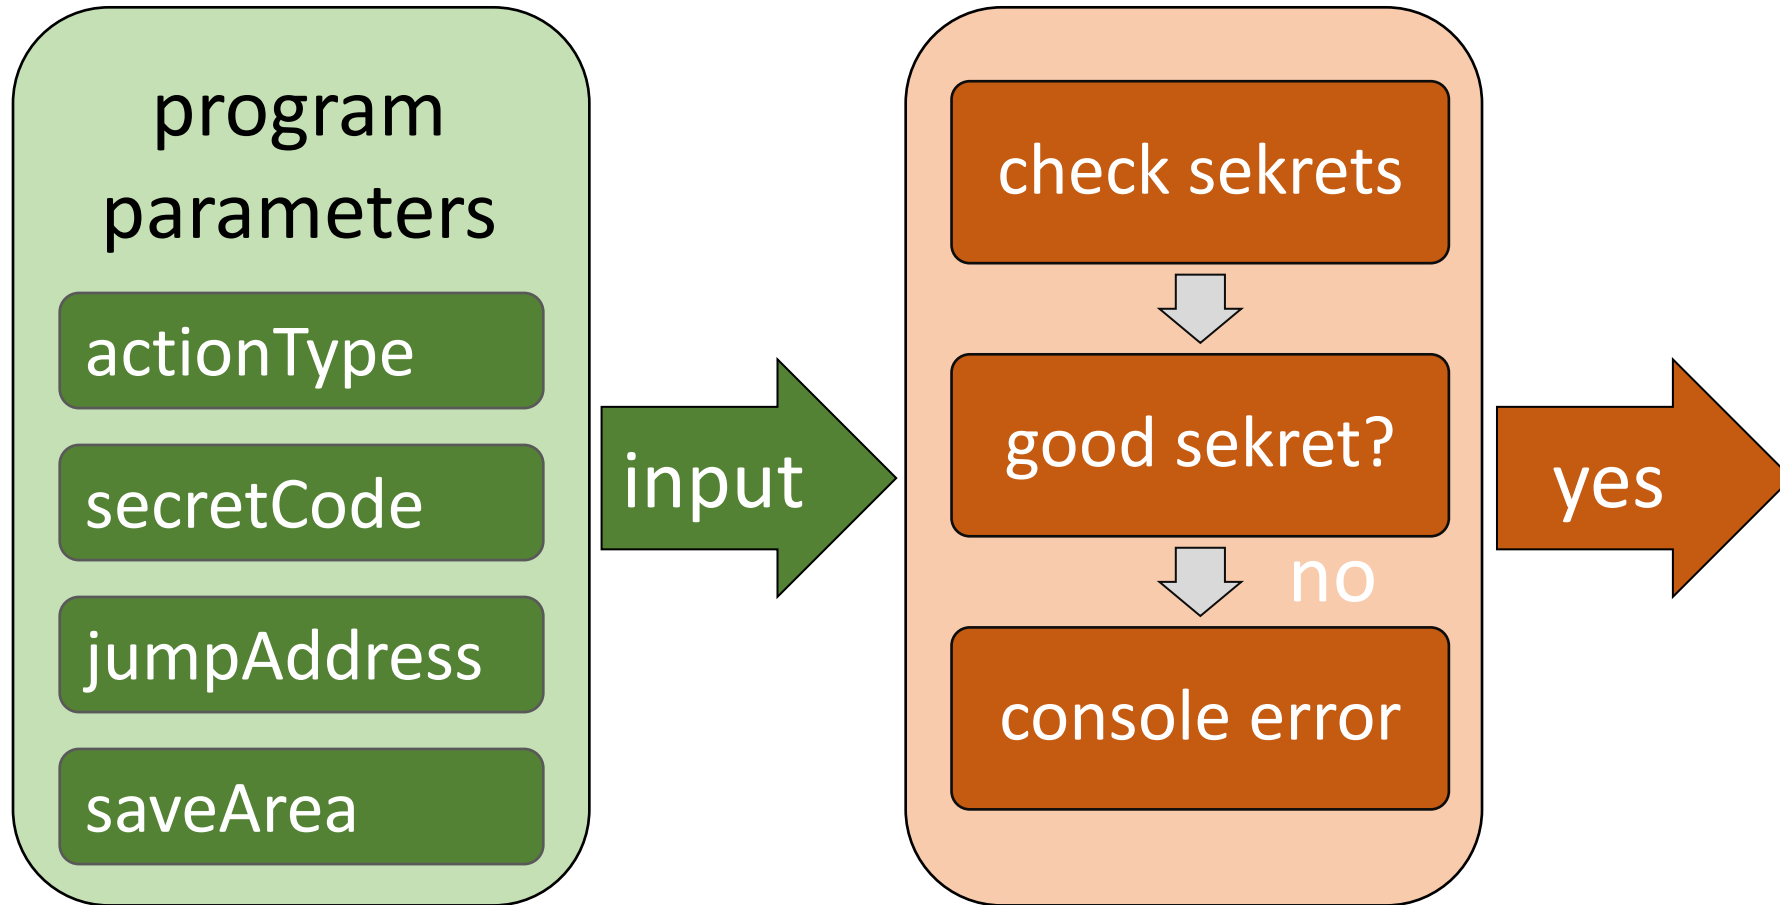 program
parameters
actionType
secretCode
jumpAddress
saveArea
input
check sekrets
good sekret?
no
console error
yes